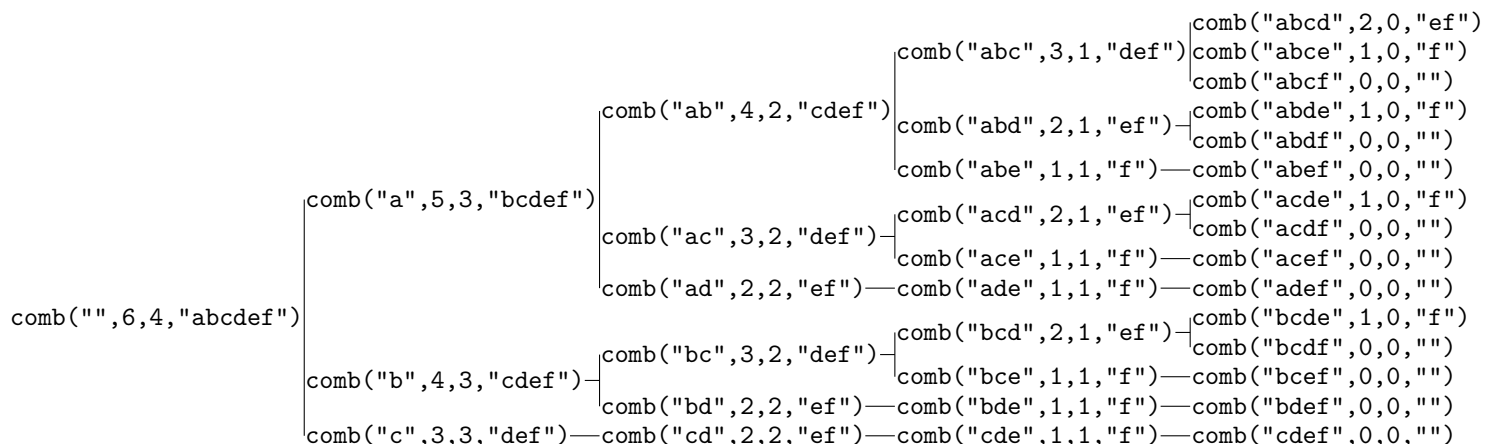 comb("abcd",2,0,"ef")
comb("abc",3,1,"def") comb("abce",1,0,"f")
comb("abcf",0,0,"")
comb("ab",4,2,"cdef") comb("abde",1,0,"f")
comb("abd",2,1,"ef") comb("abdf",0,0,"")
comb("abe",1,1,"f") comb("abef",0,0,"")
comb("a",5,3,"bcdef") comb("acde",1,0,"f")
comb("acd",2,1,"ef") comb("acdf",0,0,"")
comb("ac",3,2,"def")
comb("ace",1,1,"f") comb("acef",0,0,"")
comb("ad",2,2,"ef") comb("ade",1,1,"f") comb("adef",0,0,"")
comb("",6,4,"abcdef") comb("bcde",1,0,"f")
comb("bcd",2,1,"ef") comb("bcdf",0,0,"")
comb("bc",3,2,"def")
comb("b",4,3,"cdef") comb("bce",1,1,"f") comb("bcef",0,0,"")
comb("bd",2,2,"ef") comb("bde",1,1,"f") comb("bdef",0,0,"")
comb("c",3,3,"def") comb("cd",2,2,"ef") comb("cde",1,1,"f") comb("cdef",0,0,"")